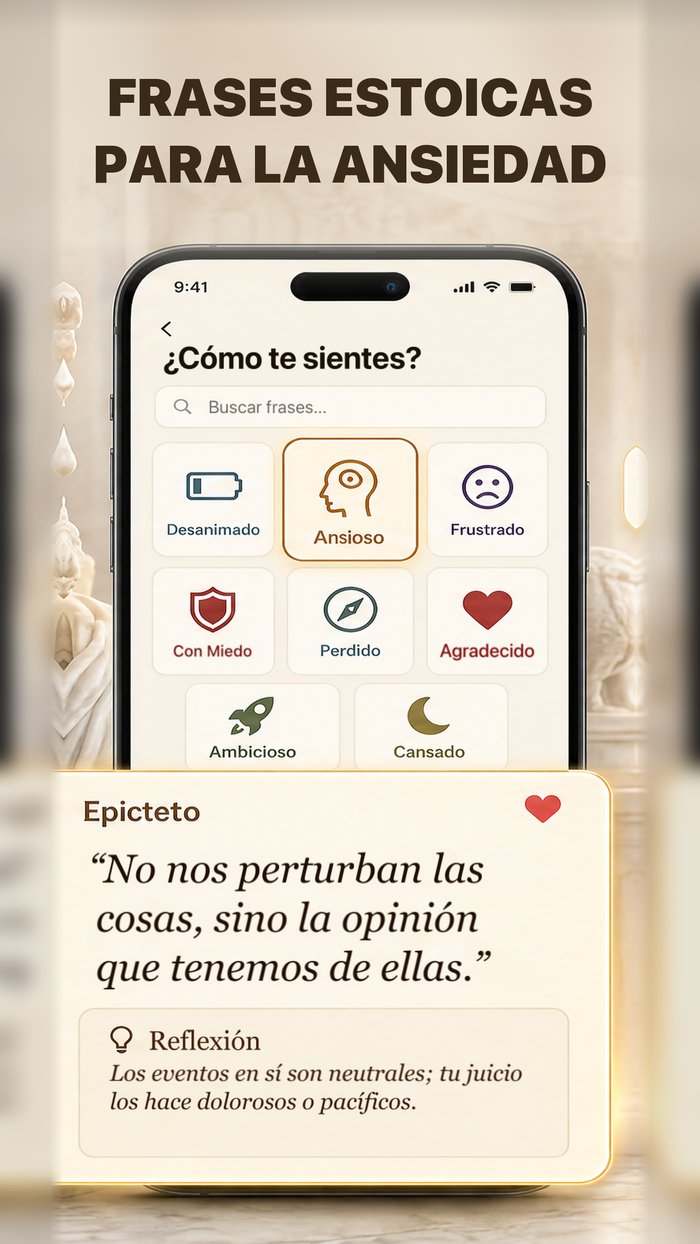 FRASES ESTOICAS
PARA LA ANSIEDAD
9:41
¿Cómo te sientes?
Buscar frases...
Desanimado
Ansioso
Frustrado
Con Miedo
Perdido
Agradecido
Ambicioso
Cansado
Epicteto
“No nos perturban las
cosas, sino la opinión
que tenemos de ellas.”
Reflexión
Los eventos en sí son neutrales; tu juicio
los hace dolorosos o pacíficos.